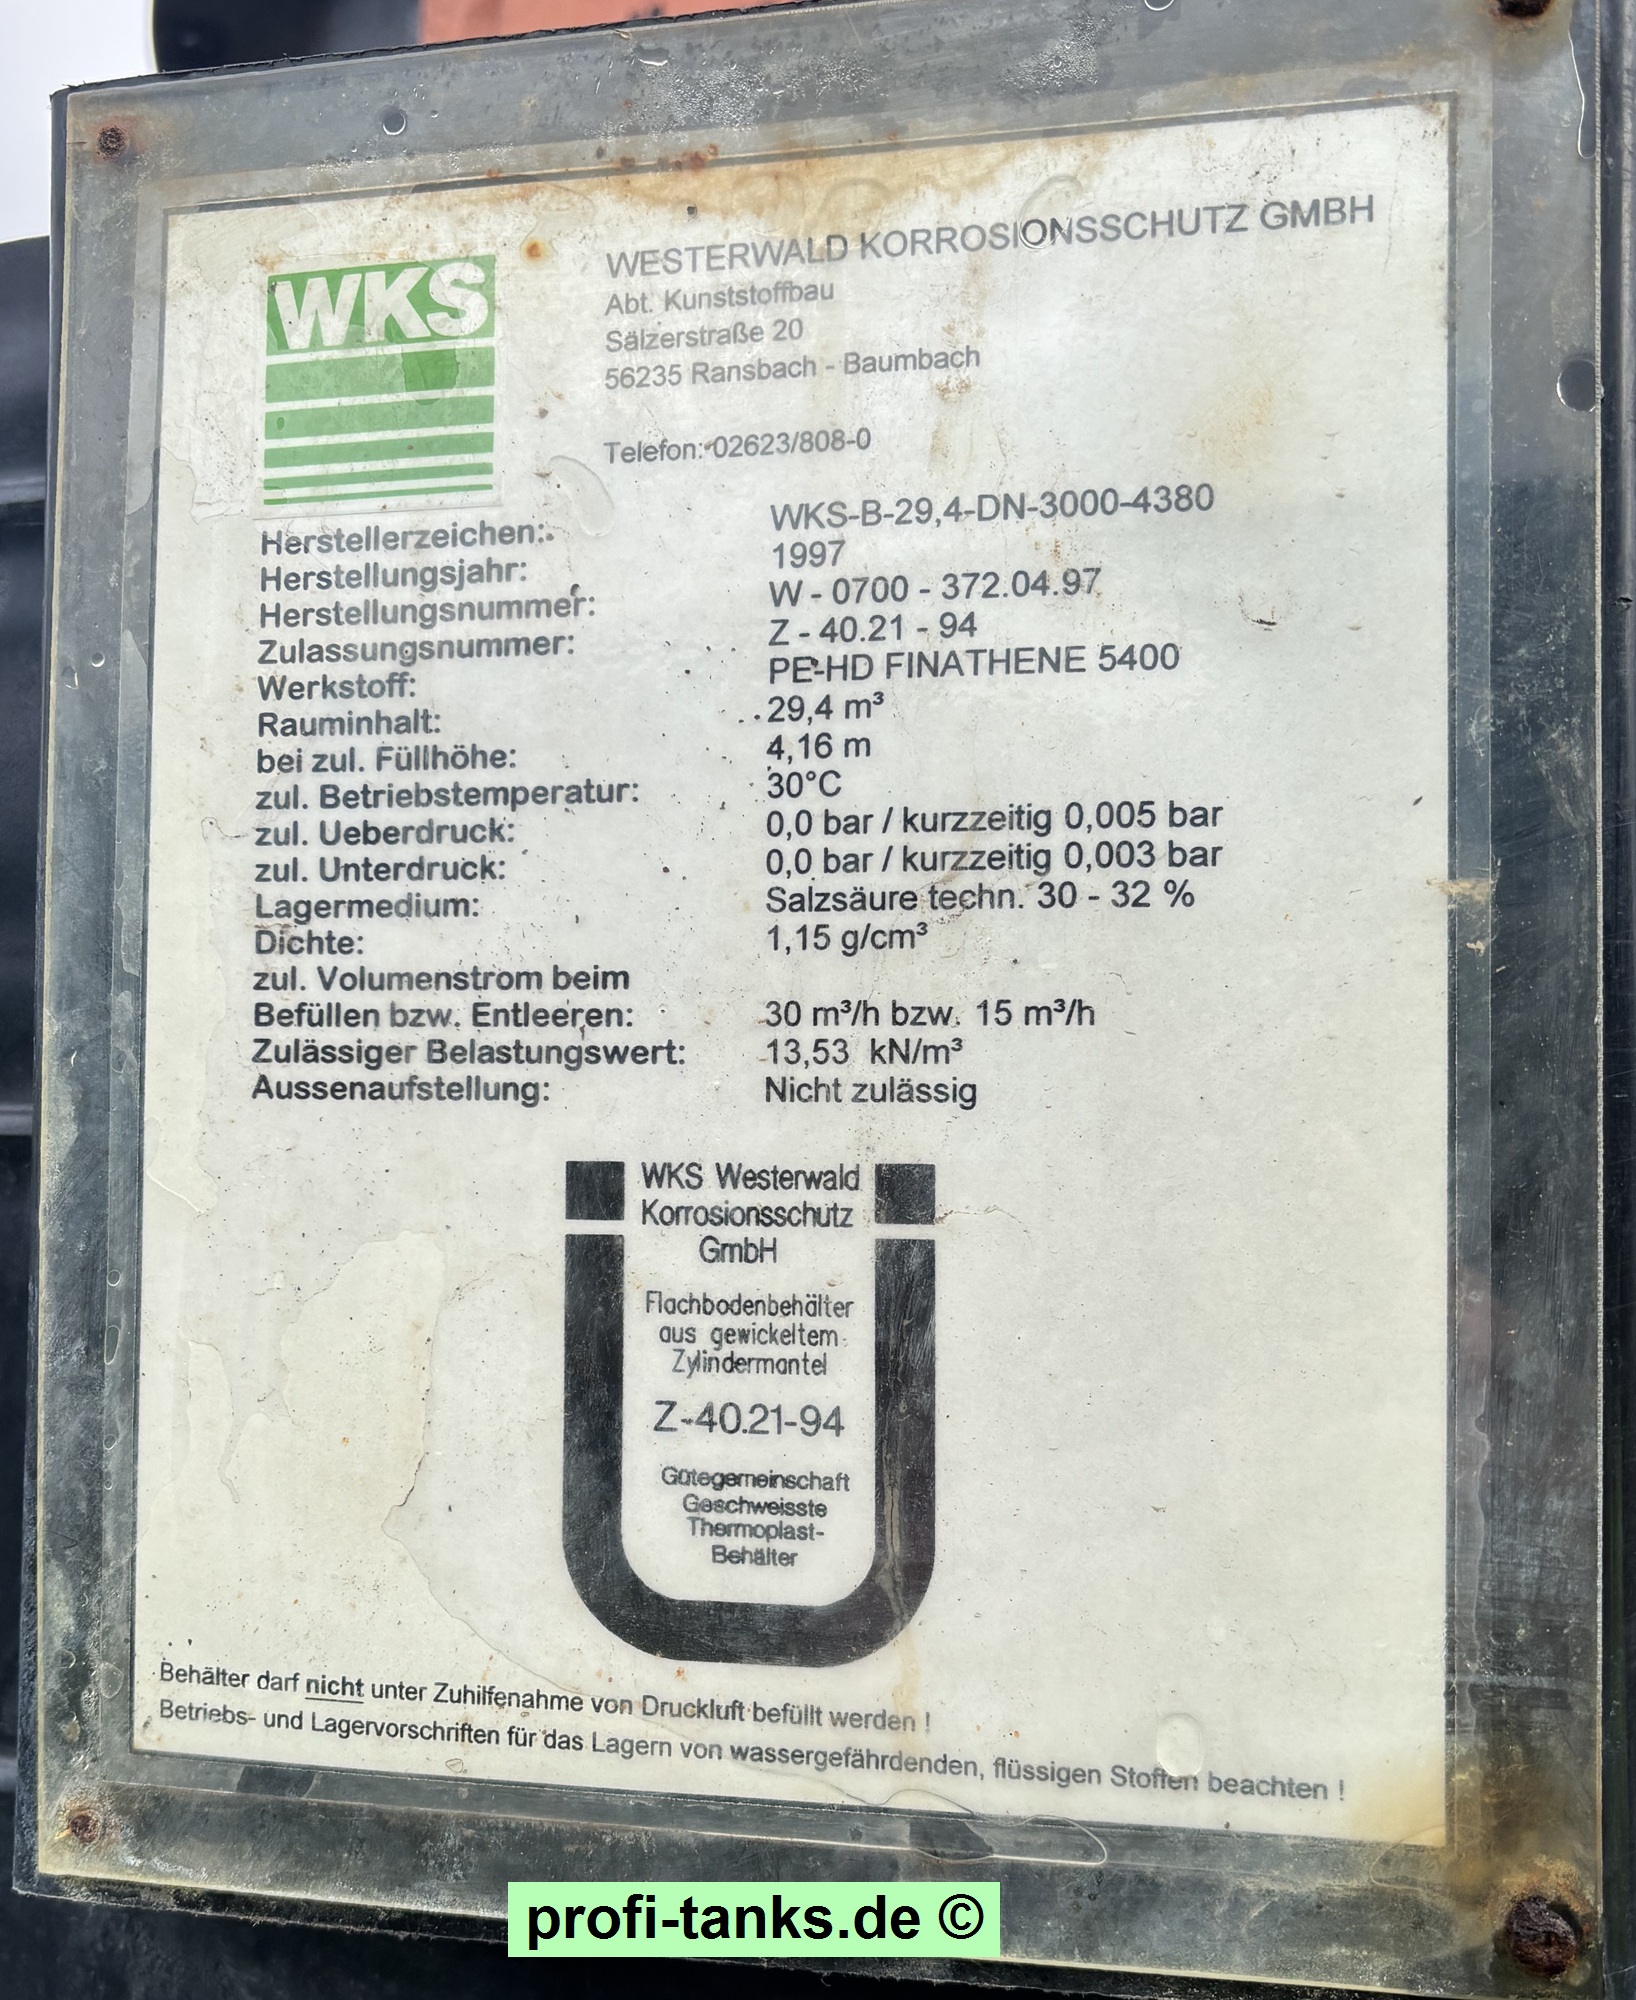 WKS
WESTERWALD KORROSIONSSCHUTZ GMBH
Abt. Kunststoffbau
Sälzerstraße 20
56235 Ransbach - Baumbach
Telefon: 02623/808-0
Herstellerzeichen: WKS-B-29,4-DN-3000-4380
Herstellungsjahr: 1997
Herstellungsnummer: W - 0700 - 372.04.97
Zulassungsnummer: Z - 40.21 - 94
Werkstoff: PE-HD FINATHENE 5400
Rauminhalt: 29,4 m³
bei zul. Füllhöhe: 4,16 m
zul. Betriebstemperatur: 30°C
zul. Ueberdruck: 0,0 bar / kurzzeitig 0,005 bar
zul. Unterdruck: 0,0 bar / kurzzeitig 0,003 bar
Lagermedium: Salzsäure techn. 30 - 32 %
Dichte: 1,15 g/cm³
zul. Volumenstrom beim
Befüllen bzw. Entleeren: 30 m³/h bzw. 15 m³/h
Zulässiger Belastungswert: 13,53 kN/m³
Aussenaufstellung: Nicht zulässig
WKS Westerwald
Korrosionsschutz
GmbH
Flachbodenbehälter
aus gewickeltem
Zylindermantel
Z-40.21-94
Gütegemeinschaft
Geschweisste
Thermoplast-
Behälter
Behälter darf nicht unter Zuhilfenahme von Druckluft befüllt werden !
Betriebs- und Lagervorschriften für das Lagern von wassergefährdenden, flüssigen Stoffen beachten !
profi-tanks.de ©